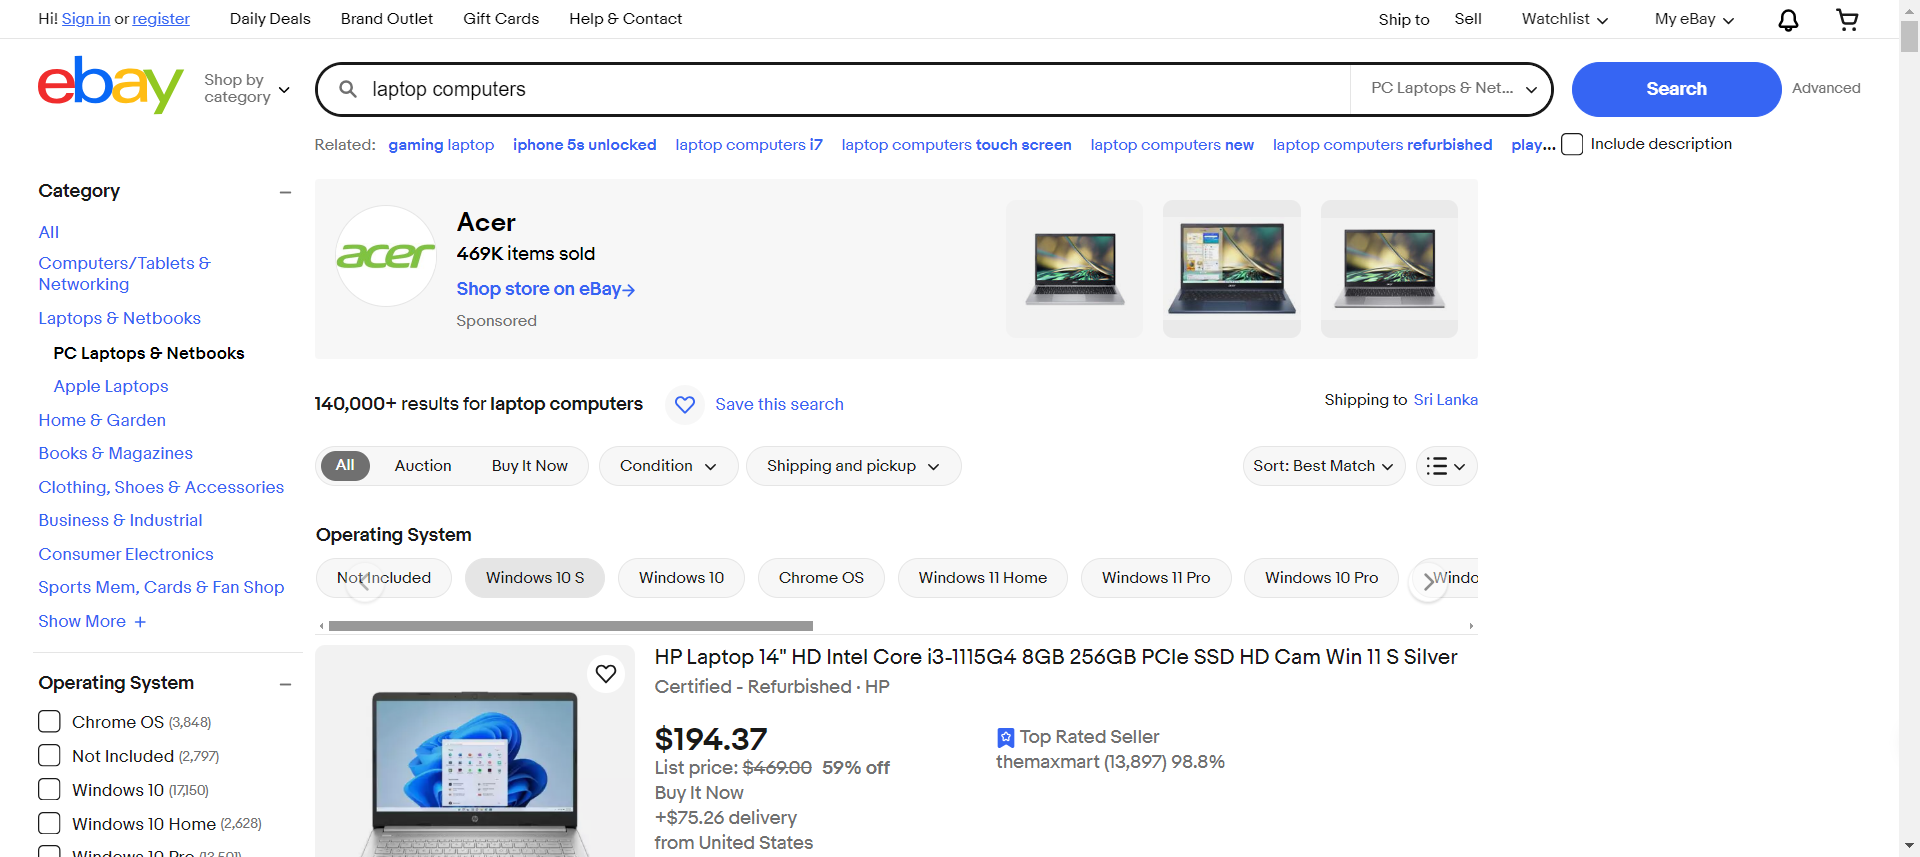 Hi! Sign in or register
Daily Deals
Brand Outlet
Gift Cards
Help & Contact
Ship to
Sell
Watchlist
My eBay
ebay
Shop by
category
laptop computers
PC Laptops & Net...
Search
Advanced
Related:
gaming laptop
iphone 5s unlocked
laptop computers i7
laptop computers touch screen
laptop computers new
laptop computers refurbished
play...
Include description
Category
All
Computers/Tablets &
Networking
Laptops & Netbooks
PC Laptops & Netbooks
Apple Laptops
Home & Garden
Books & Magazines
Clothing, Shoes & Accessories
Business & Industrial
Consumer Electronics
Sports Mem, Cards & Fan Shop
Show More +
Operating System
Chrome OS (3,848)
Not Included (2,797)
Windows 10 (17,150)
Windows 10 Home (2,628)
Windows 10 Pro (13,501)
acer
Acer
469K items sold
Shop store on eBay→
Sponsored
140,000+ results for laptop computers
Save this search
Shipping to Sri Lanka
All
Auction
Buy It Now
Condition
Shipping and pickup
Sort: Best Match
Operating System
Not Included
Windows 10 S
Windows 10
Chrome OS
Windows 11 Home
Windows 11 Pro
Windows 10 Pro
Windo
HP Laptop 14" HD Intel Core i3-1115G4 8GB 256GB PCIe SSD HD Cam Win 11 S Silver
Certified - Refurbished · HP
$194.37
List price: $469.00 59% off
Buy It Now
+$75.26 delivery
from United States
Top Rated Seller
themaxmart (13,897) 98.8%